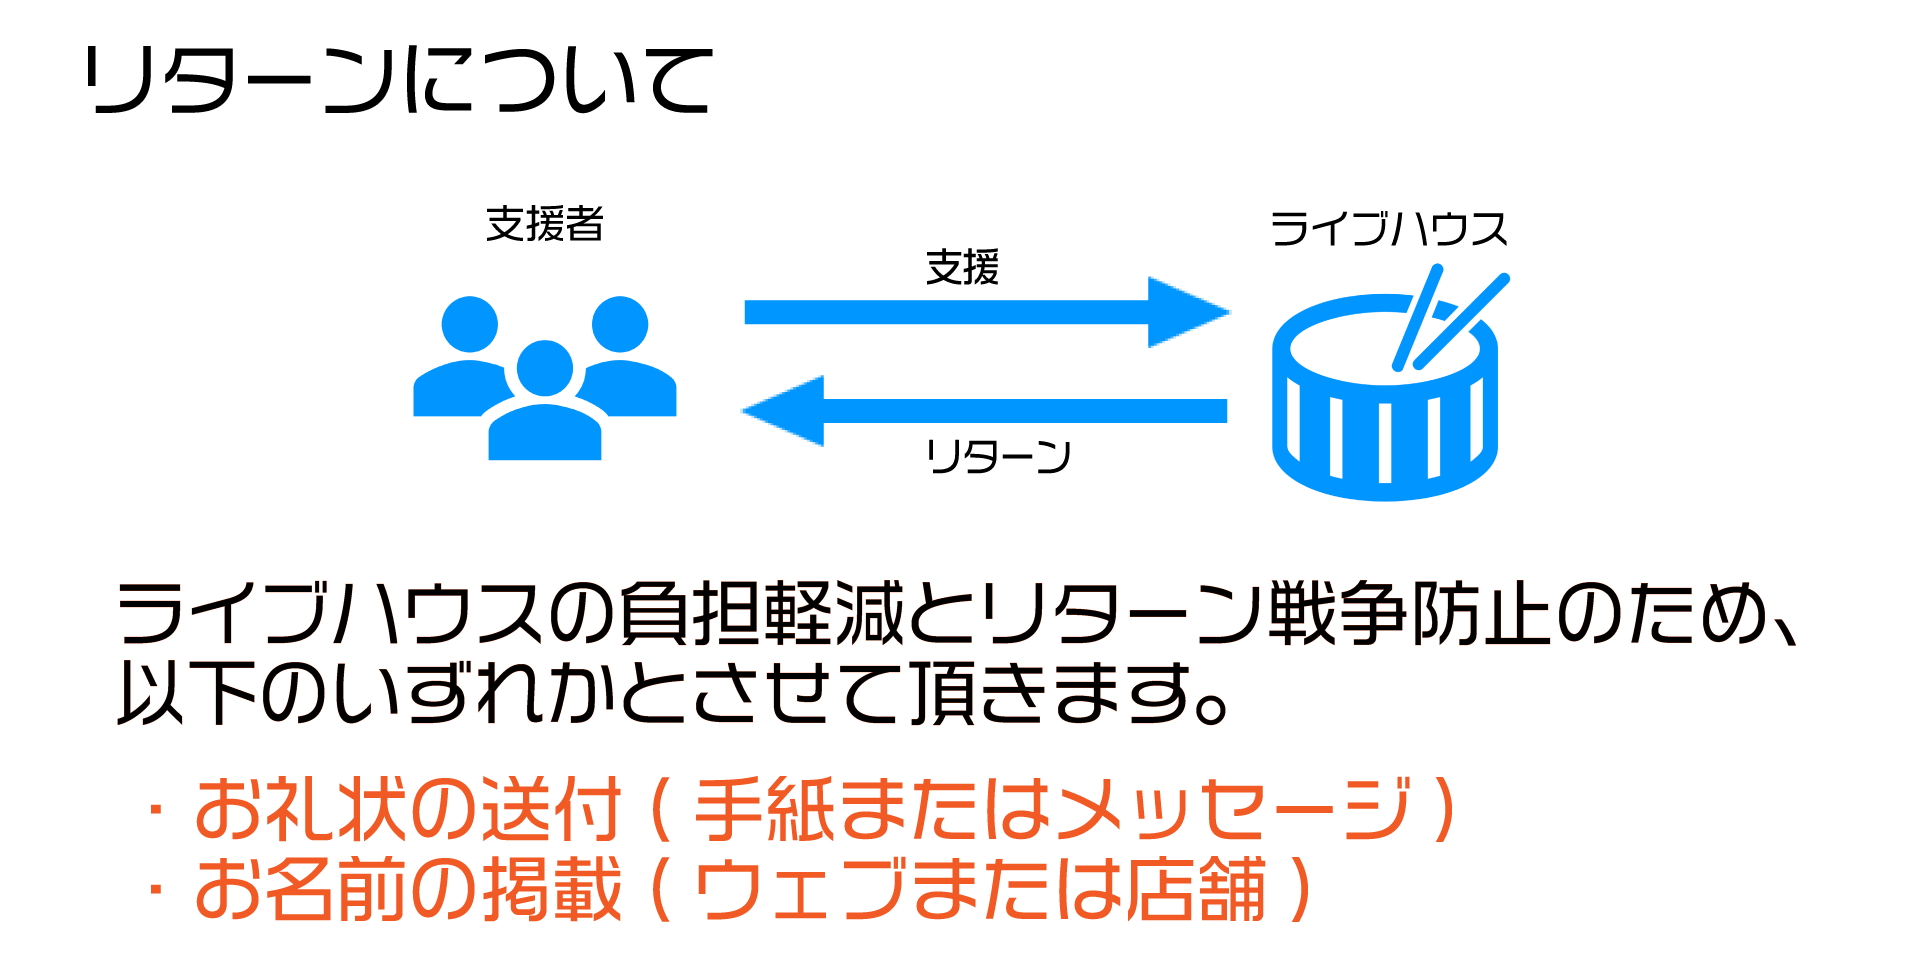 リターンについて
支援者
支援
ライブハウス
リターン
ライブハウスの負担軽減とリターン戦争防止のため、
以下のいずれかとさせて頂きます。
・お礼状の送付(手紙またはメッセージ)
・お名前の掲載(ウェブまたは店舗)